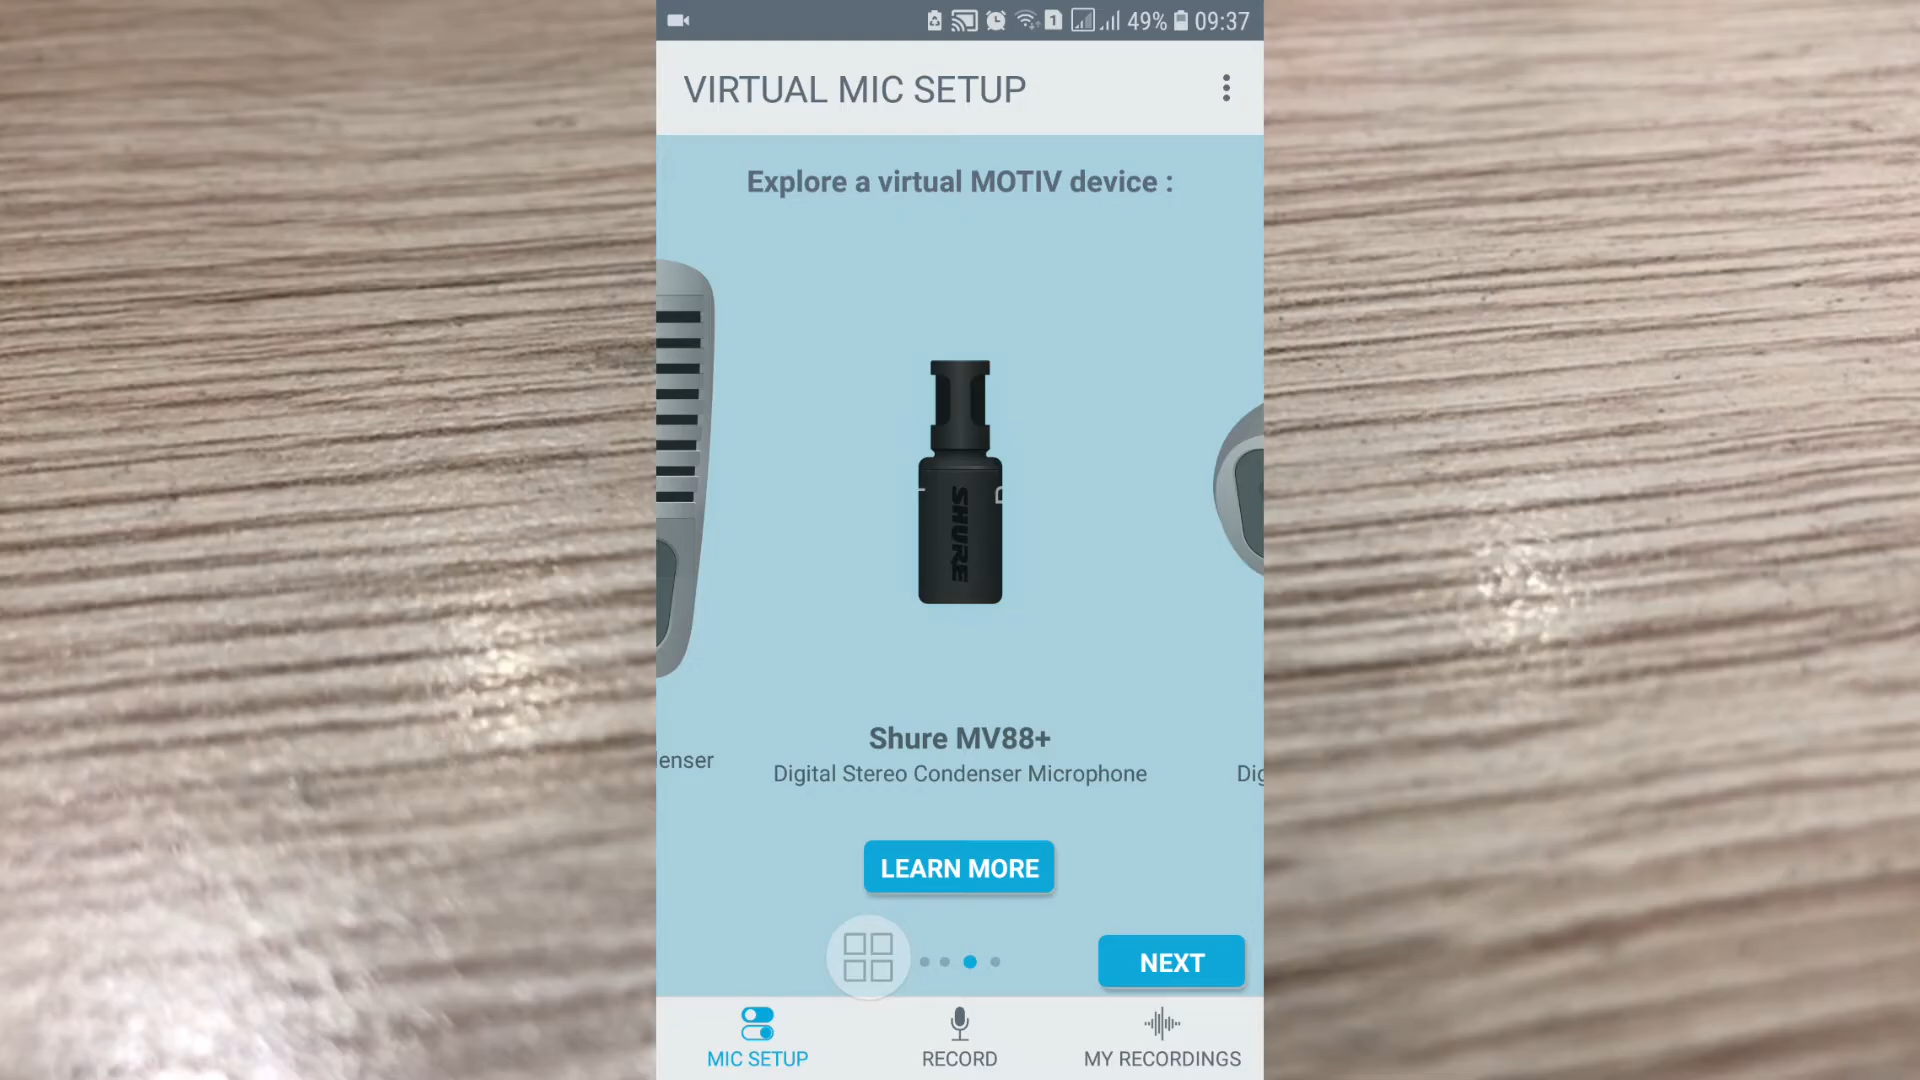 1
49%
09:37
VIRTUAL MIC SETUP
Explore a virtual MOTIV device :
SHURE
Shure MV88+
enser
Digital Stereo Condenser Microphone
Dig
LEARN MORE
NEXT
MIC SETUP
RECORD
MY RECORDINGS